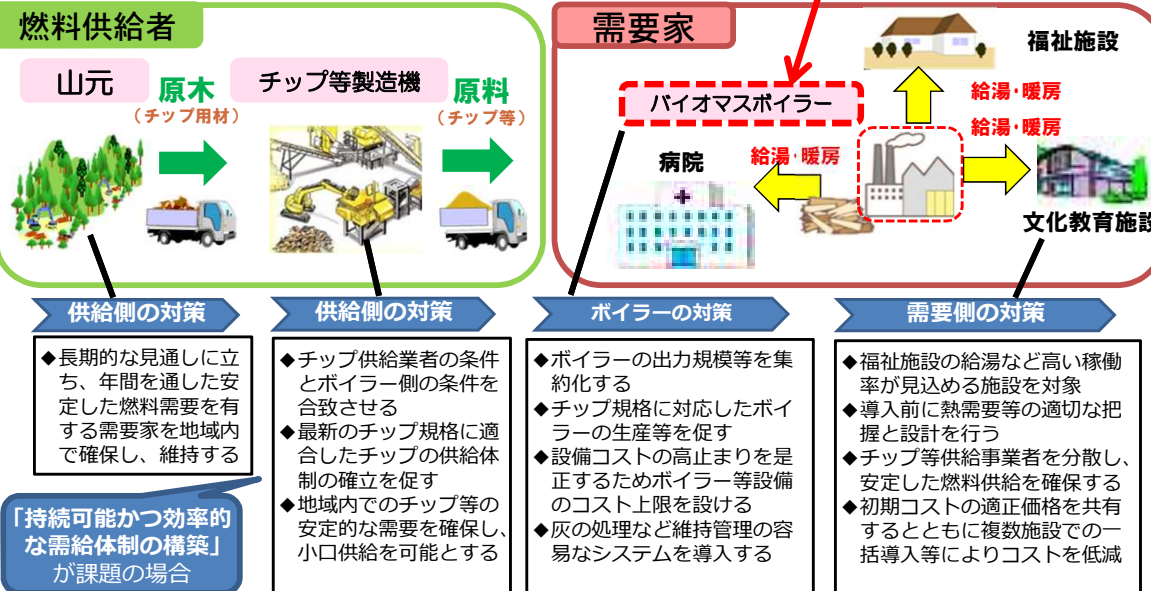 燃料供給者
山元
原木
（チップ用材）
チップ等製造機
原料
（チップ等）
需要家
バイオマスボイラー
福祉施設
給湯・暖房
給湯・暖房
病院
給湯・暖房
文化教育施設
供給側の対策
◆長期的な見通しに立
ち、年間を通した安
定した燃料需要を有
する需要家を地域内
で確保し、維持する
「持続可能かつ効率的
な需給体制の構築」
が課題の場合
供給側の対策
◆チップ供給業者の条件
とボイラー側の条件を
合致させる
◆最新のチップ規格に適
合したチップの供給体
制の確立を促す
◆地域内でのチップ等の
安定的な需要を確保し、
小口供給を可能とする
ボイラーの対策
◆ボイラーの出力規模等を集
約化する
◆チップ規格に対応したボイ
ラーの生産等を促す
◆設備コストの高止まりを是
正するためボイラー等設備
のコスト上限を設ける
◆灰の処理など維持管理の容
易なシステムを導入する
需要側の対策
◆福祉施設の給湯など高い稼働
率が見込める施設を対象
◆導入前に熱需要等の適切な把
握と設計を行う
◆チップ等供給事業者を分散し、
安定した燃料供給を確保する
◆初期コストの適正価格を共有
するとともに複数施設での一
括導入等によりコストを低減